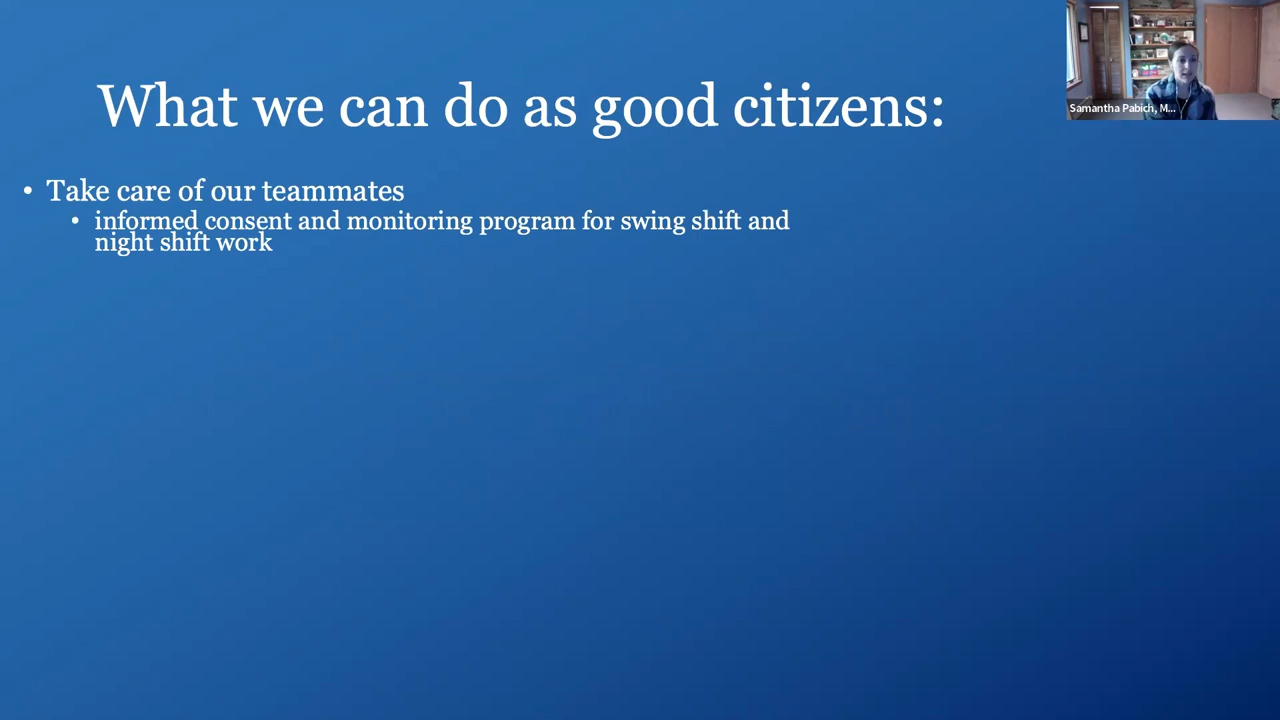 What we can do as good citizens:
Samantha Pabich, M...
• Take care of our teammates
• informed consent and monitoring program for swing shift and
night shift work